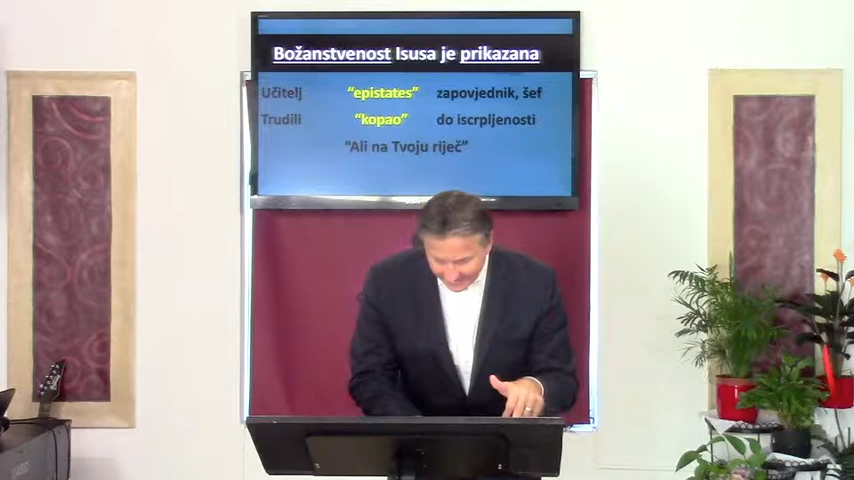 Božanstvenost Isusa je prikazana
Učitelj "epistates" zapovjednik, šef
Trudili "kopao" do iscrpljenosti
"Ali na Tvoju riječ"